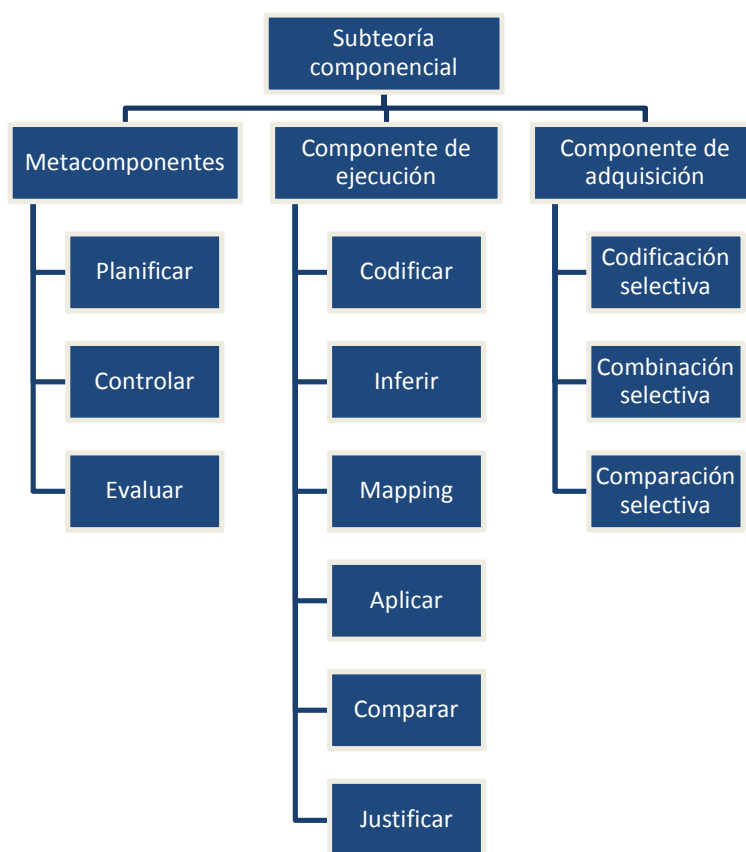 Subteoría
componencial
Metacomponentes
Componente de
ejecución
Componente de
adquisición
Planificar
Controlar
Evaluar
Codificar
Inferir
Mapping
Aplicar
Comparar
Justificar
Codificación
selectiva
Combinación
selectiva
Comparación
selectiva